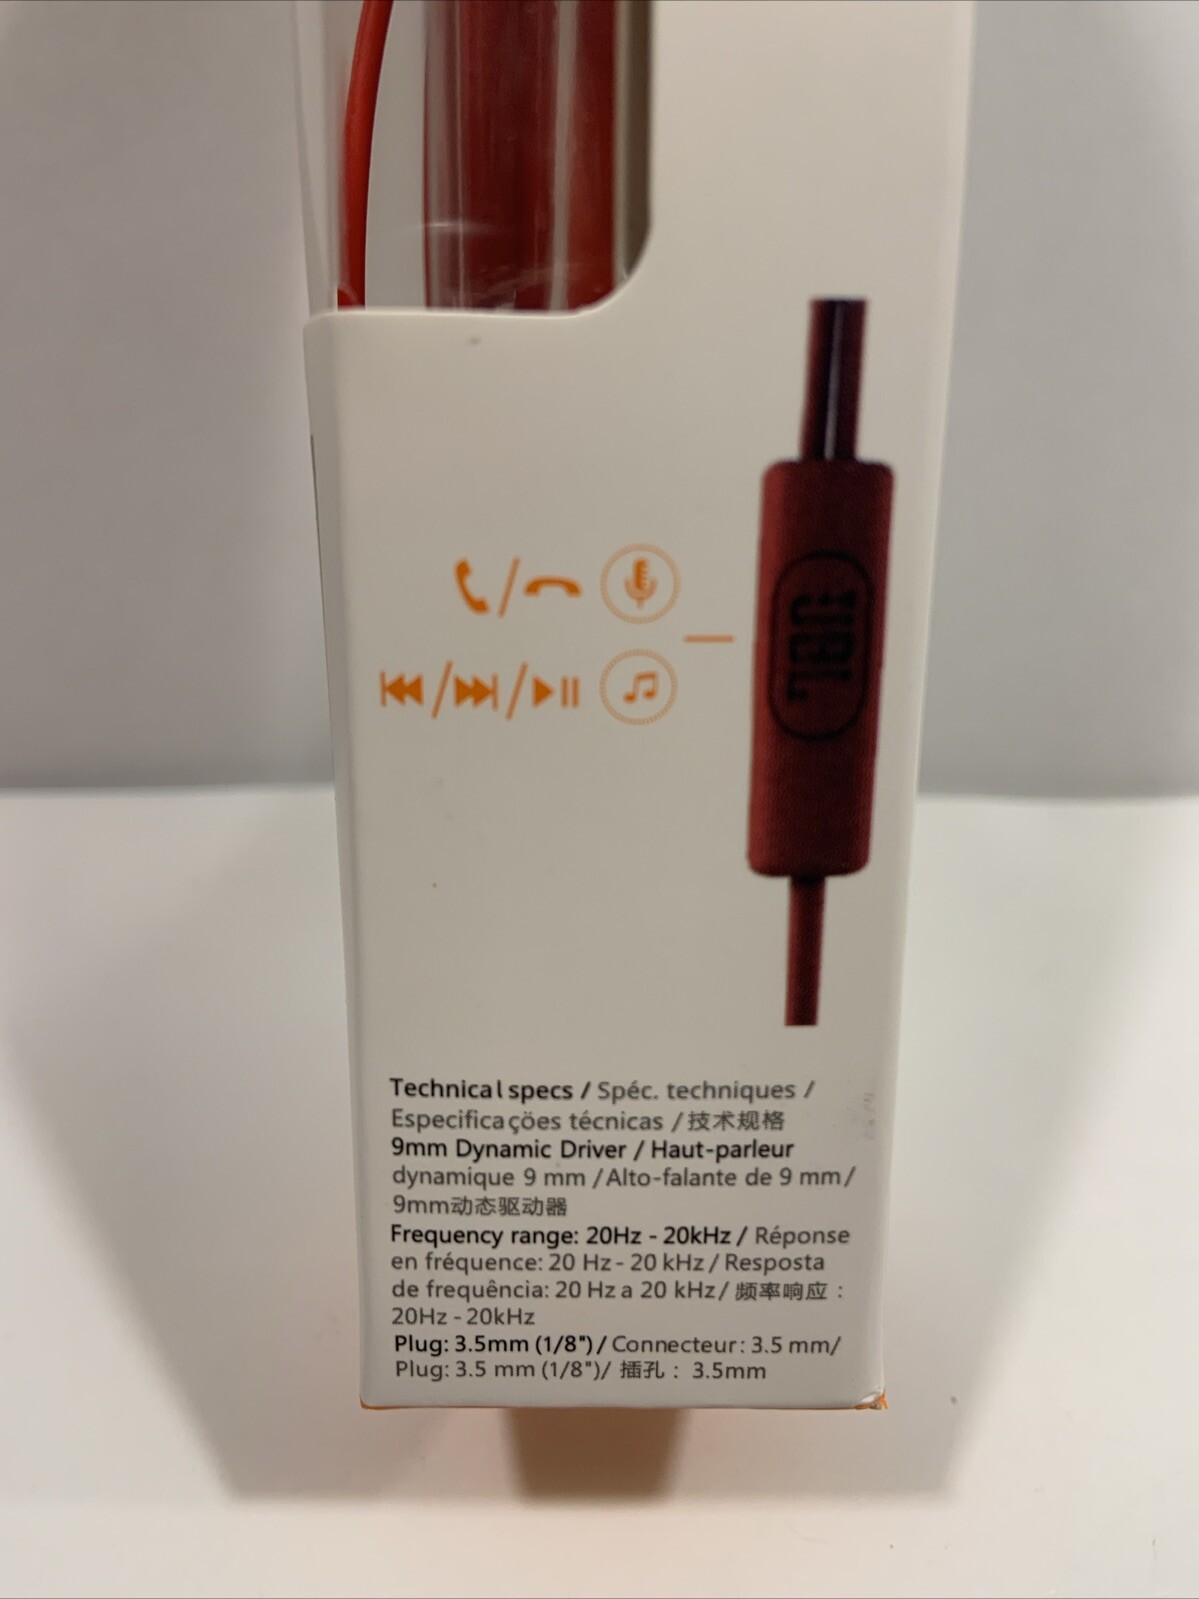 JBL
Technical specs / Spéc. techniques /
Especificações técnicas / 技术规格
9mm Dynamic Driver / Haut-parleur
dynamique 9 mm / Alto-falante de 9 mm/
9mm动态驱动器
Frequency range: 20Hz - 20kHz / Réponse
en fréquence: 20 Hz - 20 kHz / Resposta
de frequência: 20 Hz a 20 kHz/ 频率响应：
20Hz - 20kHz
Plug: 3.5mm (1/8")/ Connecteur: 3.5 mm/
Plug: 3.5 mm (1/8")/ 插孔： 3.5mm